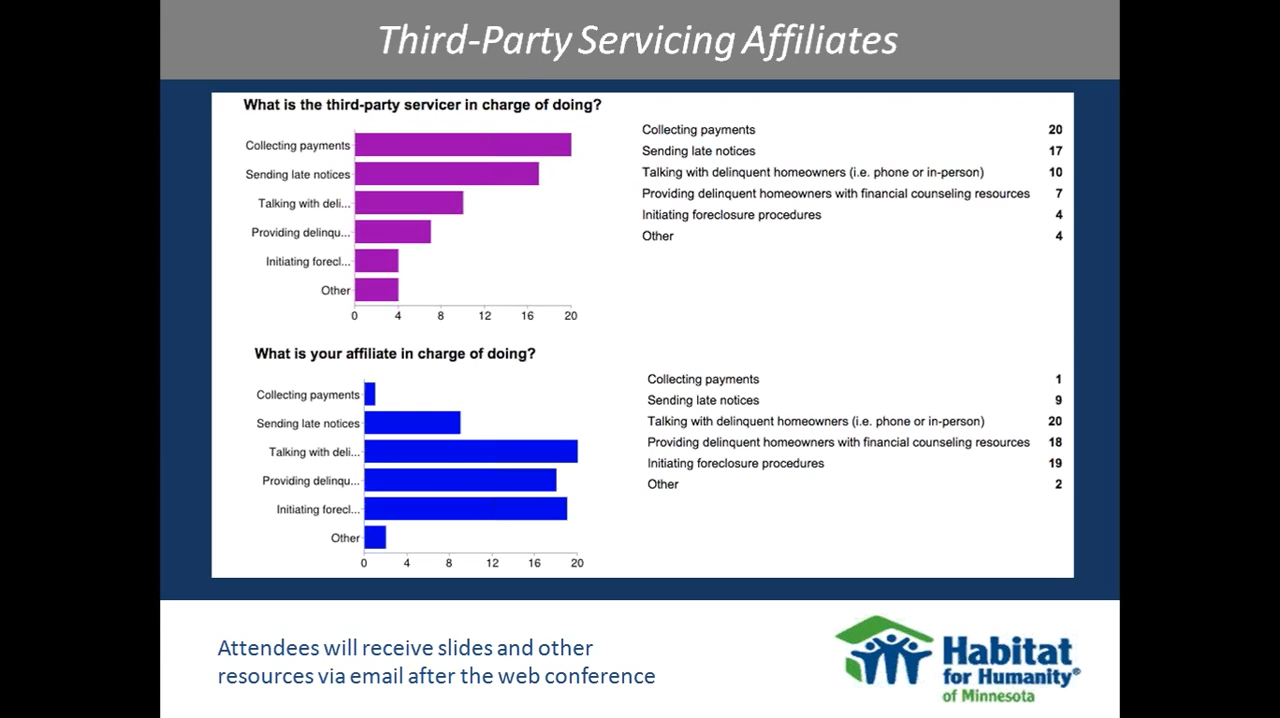 Third-Party Servicing Affiliates
What is the third-party servicer in charge of doing?
Collecting payments
Sending late notices
Talking with deli...
Providing delinqu...
Initiating forecl...
Other
0 4 8 12 16 20
Collecting payments 20
Sending late notices 17
Talking with delinquent homeowners (i.e. phone or in-person) 10
Providing delinquent homeowners with financial counseling resources 7
Initiating foreclosure procedures 4
Other 4
What is your affiliate in charge of doing?
Collecting payments
Sending late notices
Talking with deli...
Providing delinqu...
Initiating forecl...
Other
0 4 8 12 16 20
Collecting payments 1
Sending late notices 9
Talking with delinquent homeowners (i.e. phone or in-person) 20
Providing delinquent homeowners with financial counseling resources 18
Initiating foreclosure procedures 19
Other 2
Attendees will receive slides and other
resources via email after the web conference
Habitat
for Humanity®
of Minnesota